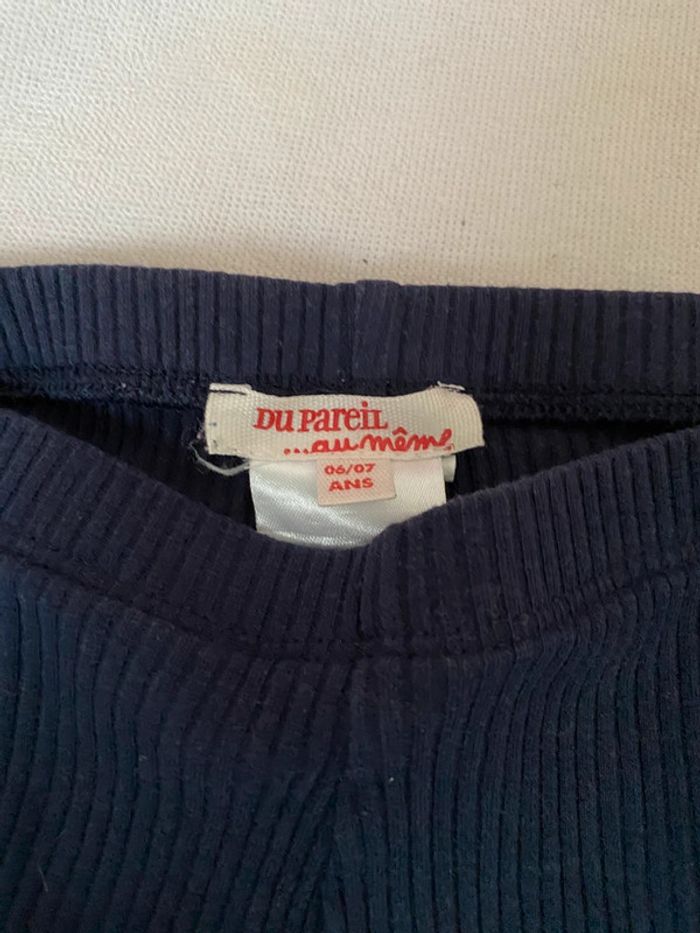 DU PAREIL
...au même
06/07
ANS